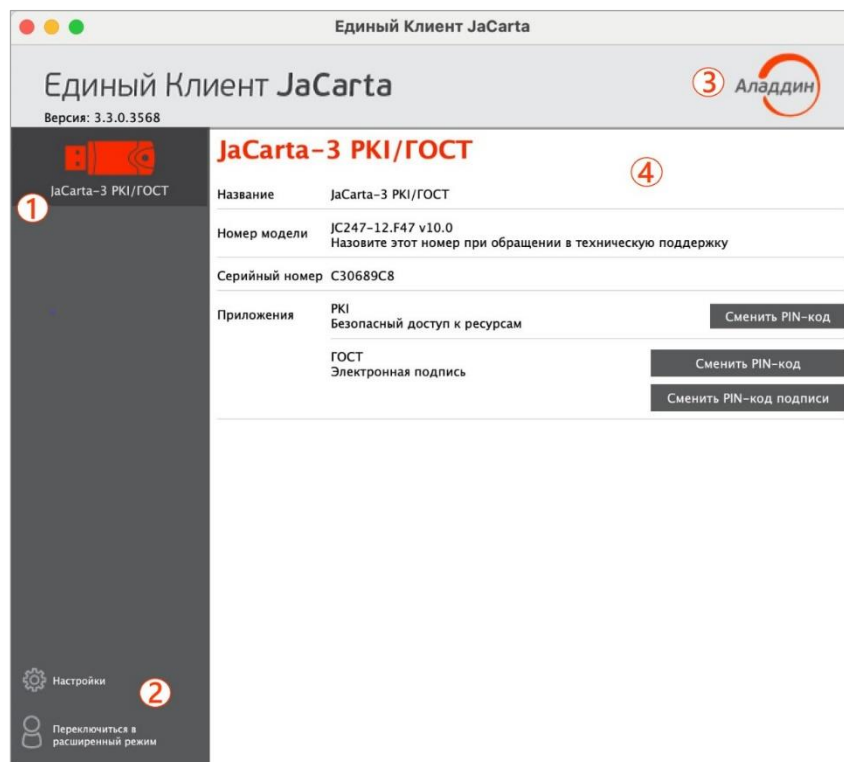 Единый Клиент JaCarta
Единый Клиент JaCarta
Версия: 3.3.0.3568
3
Аладдин
JaCarta-3 PKI/ГОСТ
1
JaCarta-3 PKI/ГОСТ
4
Название JaCarta-3 PKI/ГОСТ
Номер модели JC247-12.F47 v10.0
Назовите этот номер при обращении в техническую поддержку
Серийный номер C30689C8
Приложения PKI
Безопасный доступ к ресурсам
Сменить PIN-код
ГОСТ
Электронная подпись
Сменить PIN-код
Сменить PIN-код подписи
Настройки
2
Переключиться в
расширенный режим